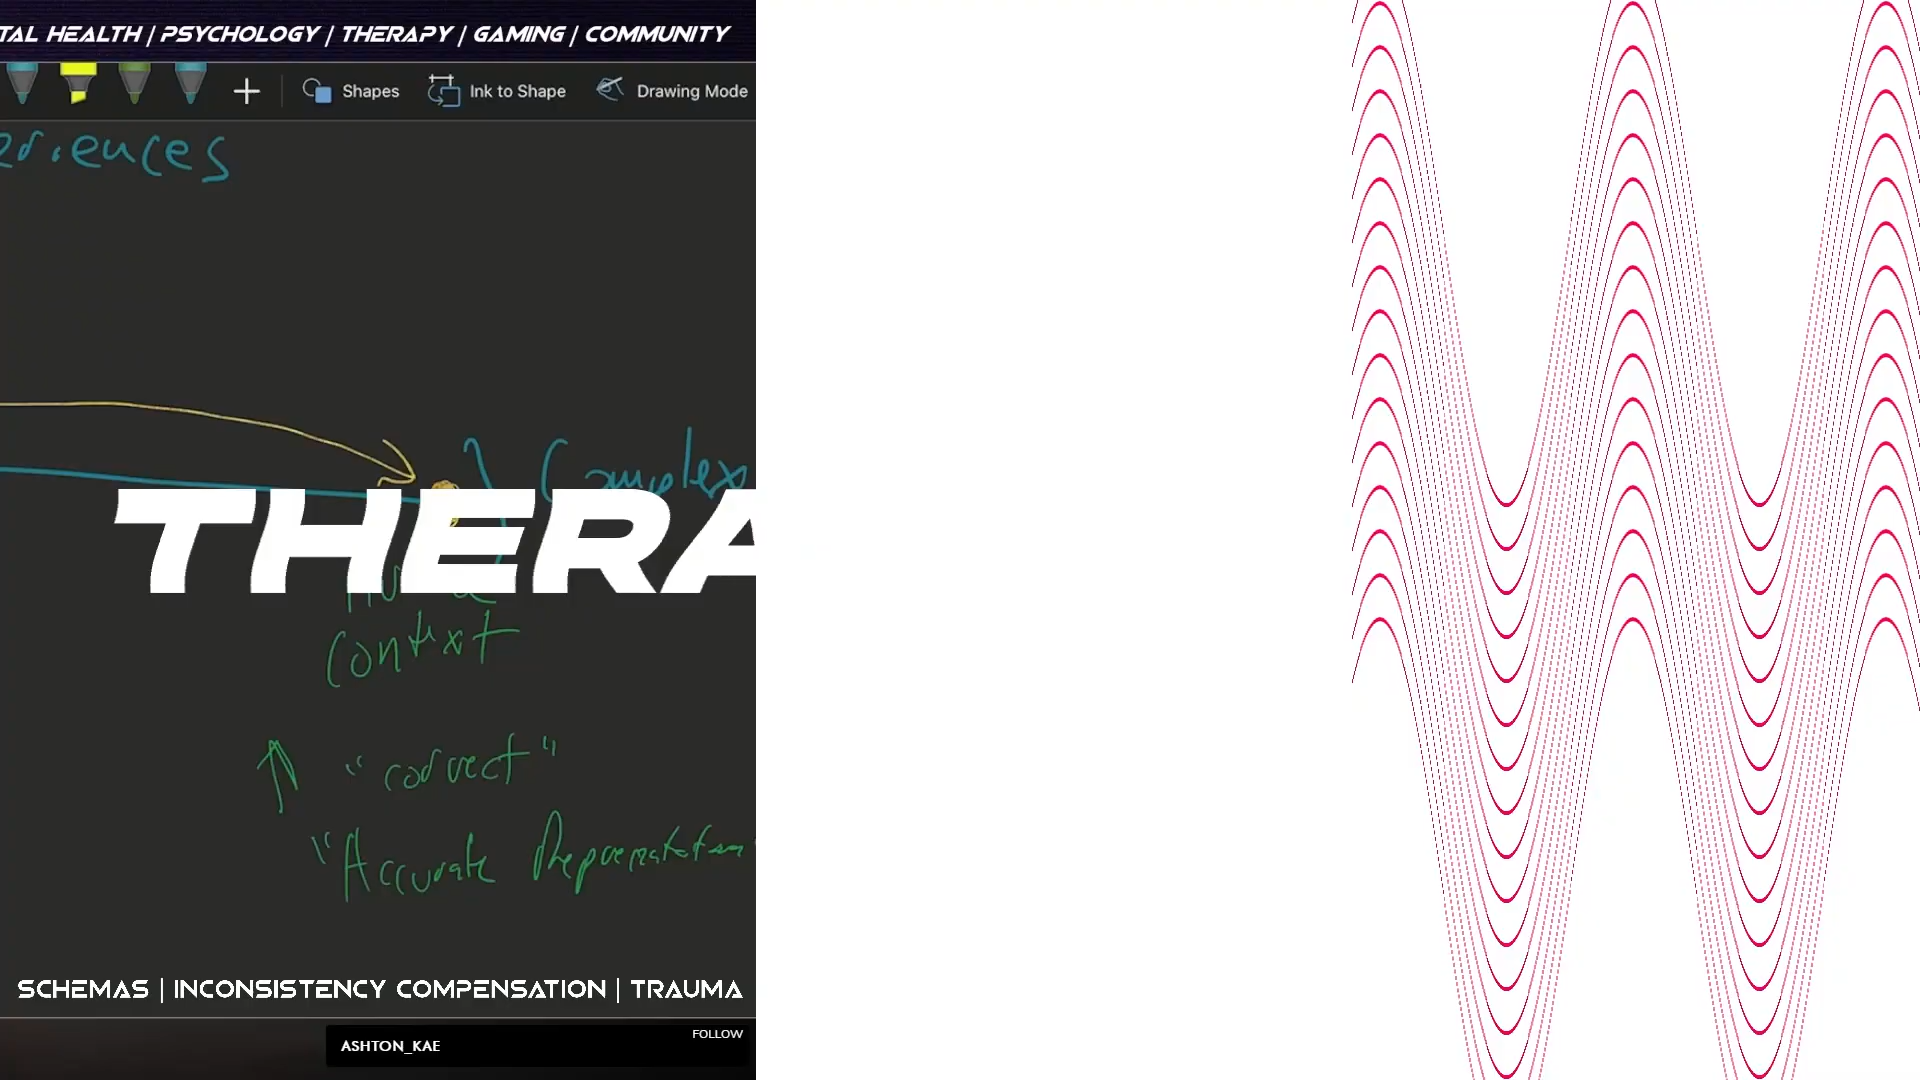 TAL HEALTH | PSYCHOLOGY | THERAPY | GAMING | COMMUNITY
Shapes Ink to Shape Drawing Mode
eriences
Complex
THERA
context
"correct"
"Accurate Representation"
SCHEMAS | INCONSISTENCY COMPENSATION | TRAUMA
FOLLOW
ASHTON_KAE